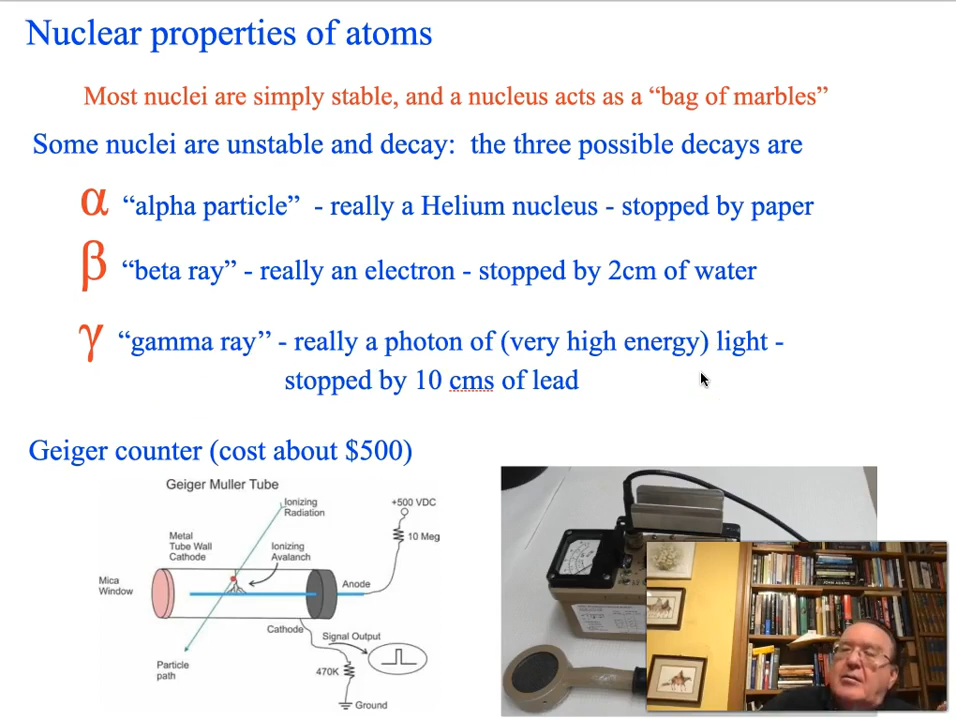 Nuclear properties of atoms
Most nuclei are simply stable, and a nucleus acts as a “bag of marbles”
Some nuclei are unstable and decay:  the three possible decays are
α “alpha particle”  - really a Helium nucleus - stopped by paper
β “beta ray” - really an electron - stopped by 2cm of water
γ “gamma ray” - really a photon of (very high energy) light -
stopped by 10 cms of lead
Geiger counter (cost about $500)
Geiger Muller Tube
Ionizing
Radiation
+500 VDC
10 Meg
Metal
Tube Wall
Cathode
Ionizing
Avalanch
Mica
Window
Anode
Cathode
Signal Output
Particle
path
470K
Ground
JOHN ADAMS